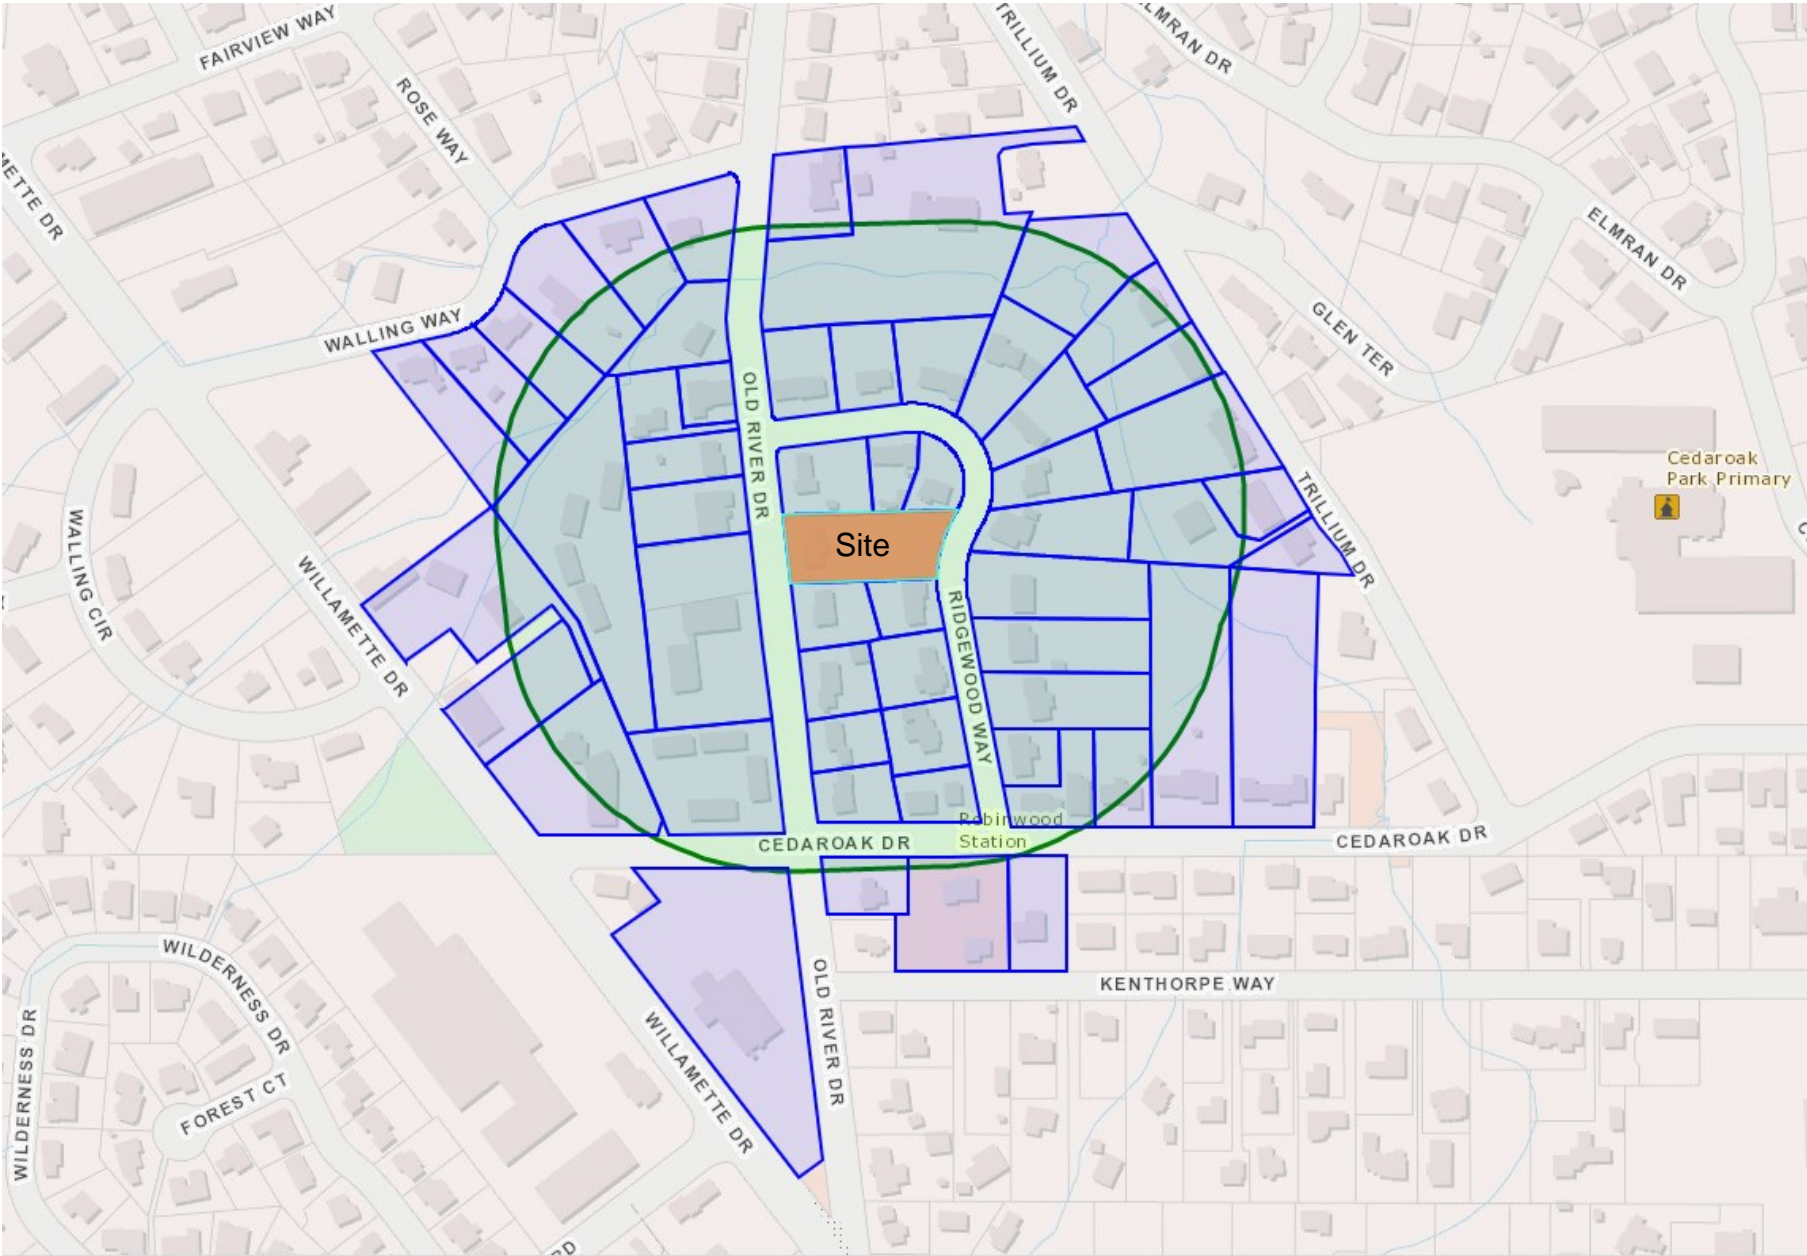 FAIRVIEW WAY
ROSE WAY
TRILLIUM DR
ELMRAN DR
METTE DR
ELMRAN DR
GLEN TER
WALLING WAY
OLD RIVER DR
Cedaroak
Park Primary
TRILLIUM DR
Site
WALLING CIR
WILLAMETTE DR
RIDGEWOOD WAY
Robinwood
Station
CEDAROAK DR
CEDAROAK DR
WILDERNESS DR
KENTHORPE WAY
OLD RIVER DR
WILDERNESS DR
WILLAMETTE DR
FOREST CT
RD